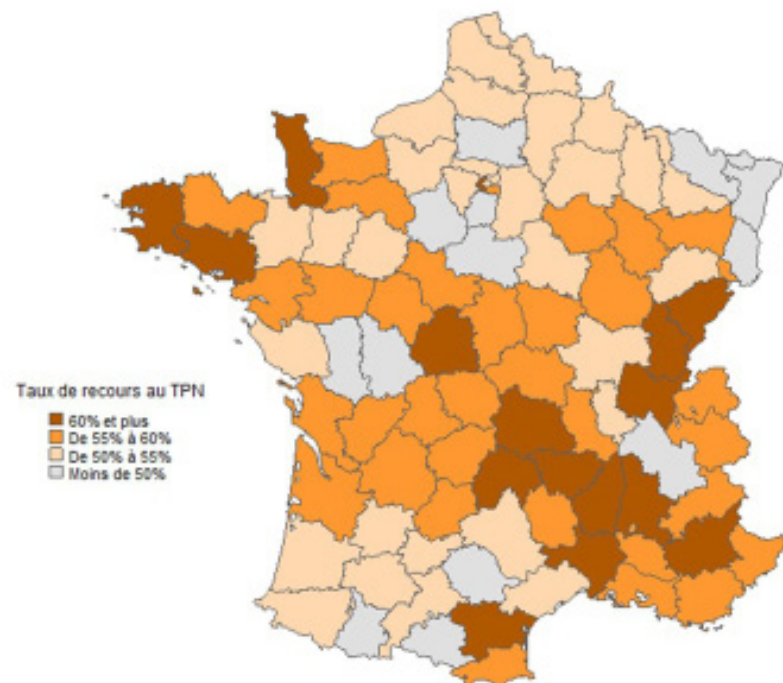 Taux de recours au TPN
60% et plus
De 55% à 60%
De 50% à 55%
Moins de 50%